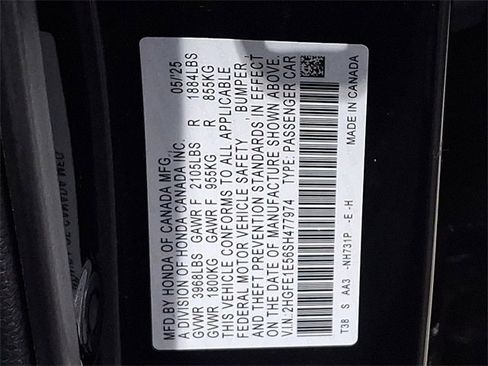 MFD BY HONDA OF CANADA MFG., 05/'25
A DIVISION OF HONDA CANADA INC.
GVWR 3968LBS GAWR F 2105LBS R 1884LBS
GVWR 1800KG GAWR F 955KG R 855KG
THIS VEHICLE CONFORMS TO ALL APPLICABLE
FEDERAL MOTOR VEHICLE SAFETY , BUMPER,
AND THEFT PREVENTION STANDARDS IN EFFECT
ON THE DATE OF MANUFACTURE SHOWN ABOVE.
V.I.N.:2HGFE1E56SH477974 TYPE: PASSENGER CAR
T38 S AA3 -NH731P -E -H MADE IN CANADA